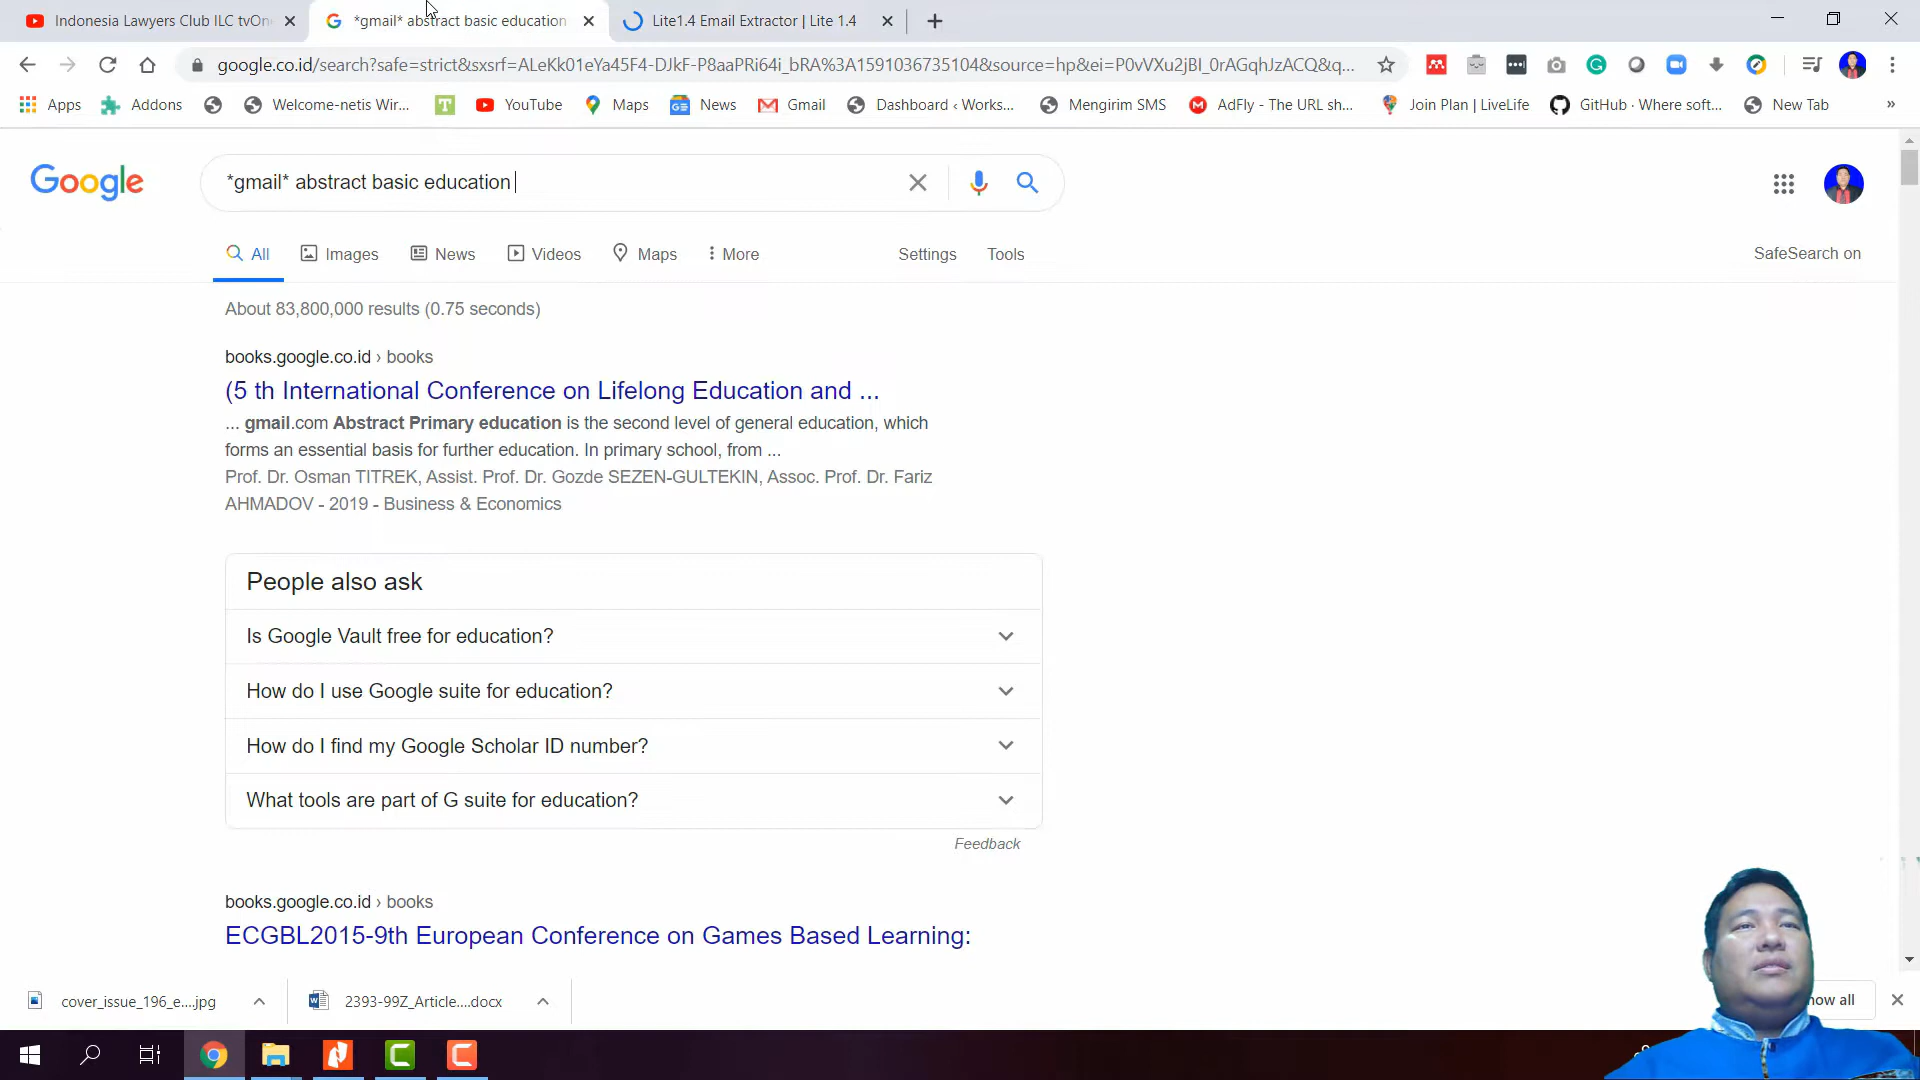 Indonesia Lawyers Club ILC tvOn
*gmail* abstract basic education
Lite1.4 Email Extractor | Lite 1.4
google.co.id/search?safe=strict&sxsrf=ALeKk01eYa45F4-DJkF-P8aaPRi64i_bRA%3A1591036735104&source=hp&ei=P0vVXu2jBI_0rAGqhJzACQ&q...
Apps
Addons
Welcome-netis Wir...
YouTube
Maps
News
Gmail
Dashboard ‹ Works...
Mengirim SMS
AdFly - The URL sh...
Join Plan | LiveLife
GitHub · Where soft...
New Tab
»
Google
*gmail* abstract basic education
All
Images
News
Videos
Maps
More
Settings
Tools
SafeSearch on
About 83,800,000 results (0.75 seconds)
books.google.co.id › books
(5 th International Conference on Lifelong Education and ...
... gmail.com Abstract Primary education is the second level of general education, which
forms an essential basis for further education. In primary school, from ...
Prof. Dr. Osman TITREK, Assist. Prof. Dr. Gozde SEZEN-GULTEKIN, Assoc. Prof. Dr. Fariz
AHMADOV - 2019 - Business & Economics
People also ask
Is Google Vault free for education?
How do I use Google suite for education?
How do I find my Google Scholar ID number?
What tools are part of G suite for education?
Feedback
books.google.co.id › books
ECGBL2015-9th European Conference on Games Based Learning:
cover_issue_196_e....jpg
2393-99Z_Article....docx
all